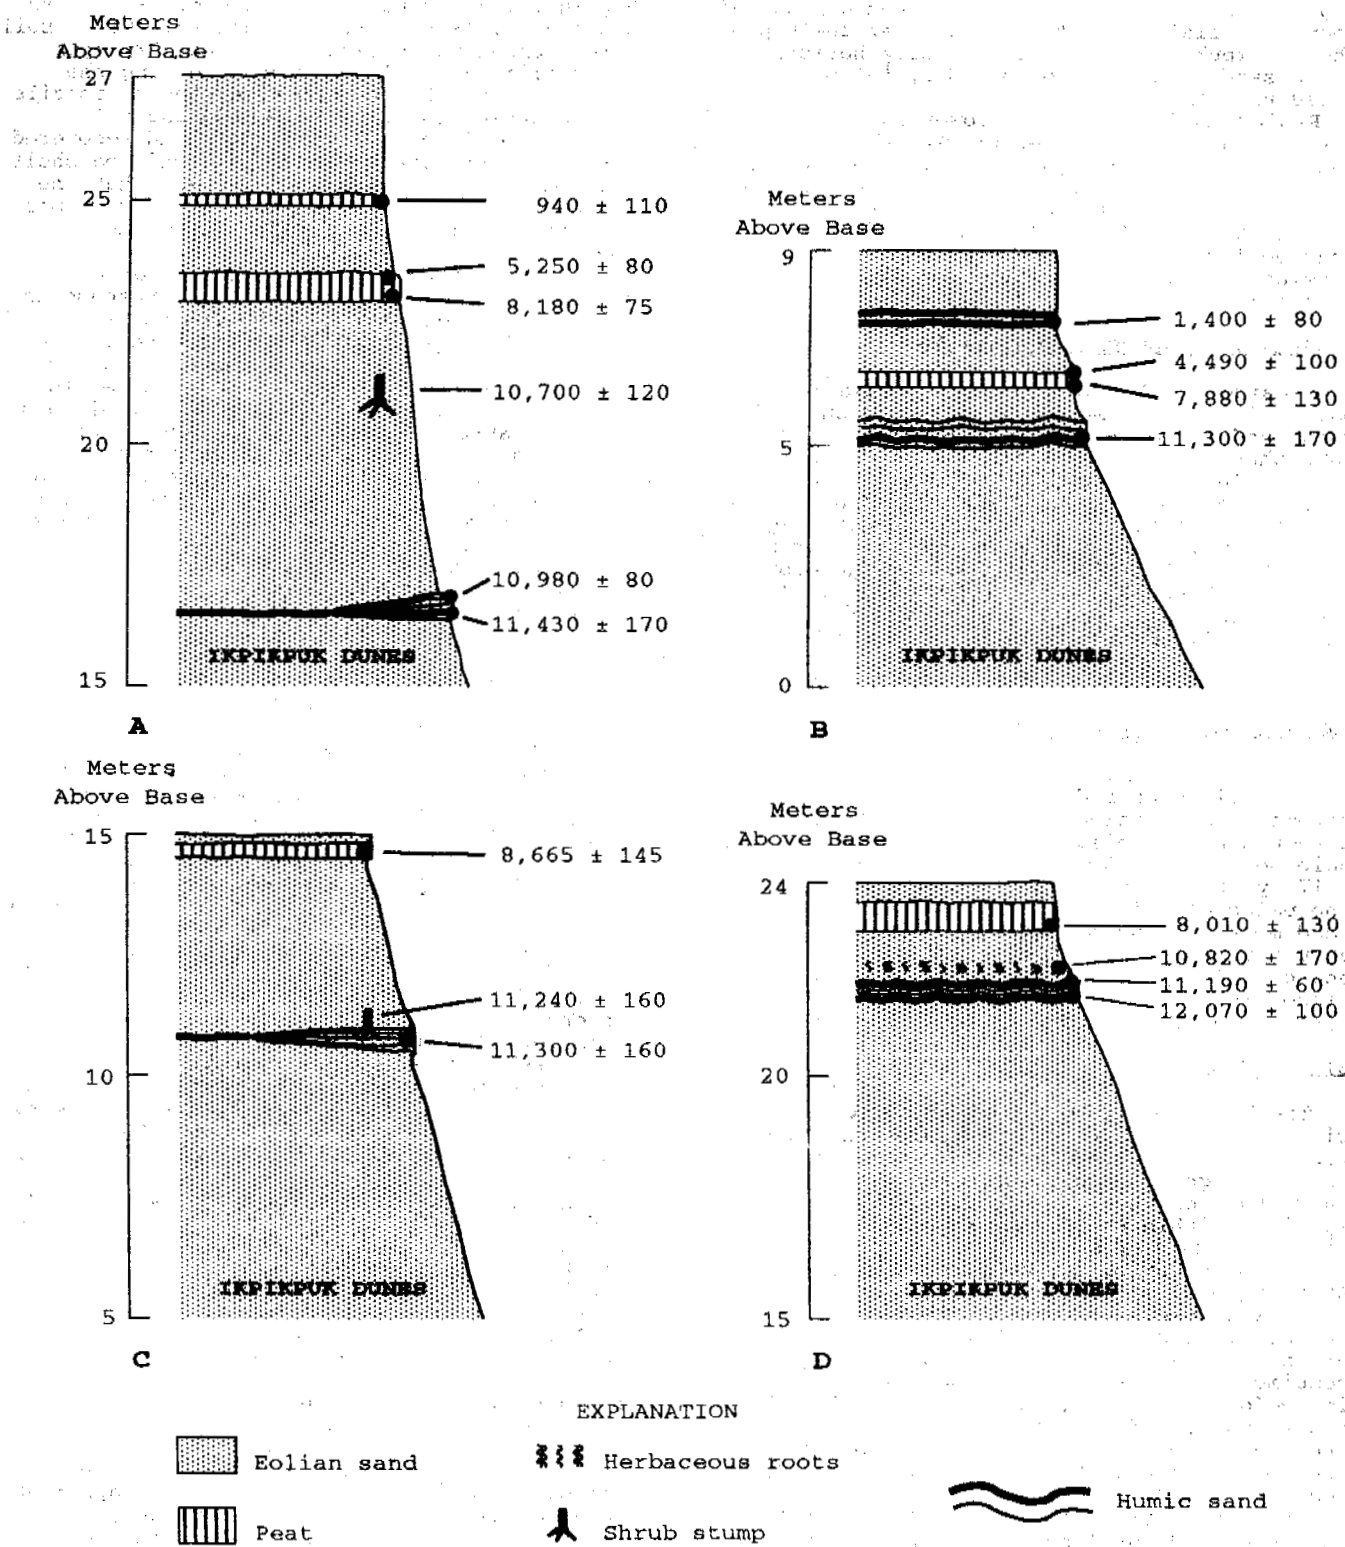 Meters
Above Base
27
25
20
15
940 ± 110
5,250 ± 80
8,180 ± 75
10,700 ± 120
10,980 ± 80
11,430 ± 170
IKPIKPUK DUNES
A
Meters
Above Base
9
5
0
1,400 ± 80
4,490 ± 100
7,880 ± 130
11,300 ± 170
IKPIKPUK DUNES
B
Meters
Above Base
15
10
5
8,665 ± 145
11,240 ± 160
11,300 ± 160
IKPIKPUK DUNES
C
Meters
Above Base
24
20
15
8,010 ± 130
10,820 ± 170
11,190 ± 60
12,070 ± 100
IKPIKPUK DUNES
D
EXPLANATION
Eolian sand
Herbaceous roots
Humic sand
Peat
Shrub stump